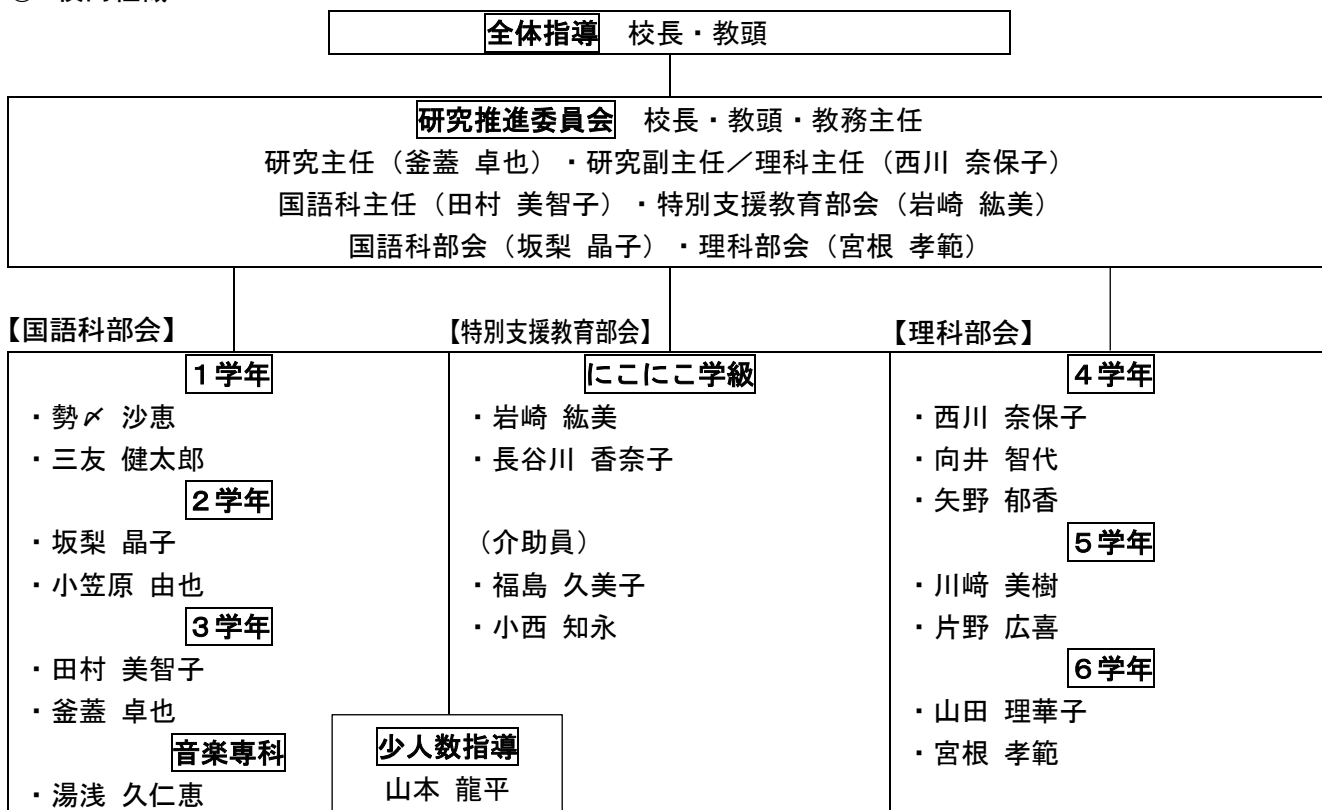 全体指導 校長・教頭
研究推進委員会 校長・教頭・教務主任
研究主任（釜蓋 卓也）・研究副主任／理科主任（西川 奈保子）
国語科主任（田村 美智子）・特別支援教育部会（岩崎 紘美）
国語科部会（坂梨 晶子）・理科部会（宮根 孝範）
【国語科部会】
１学年
・勢〆 沙恵
・三友 健太郎
２学年
・坂梨 晶子
・小笠原 由也
３学年
・田村 美智子
・釜蓋 卓也
音楽専科
・湯浅 久仁恵
【特別支援教育部会】
にこにこ学級
・岩崎 紘美
・長谷川 香奈子
（介助員）
・福島 久美子
・小西 知永
少人数指導
山本 龍平
【理科部会】
４学年
・西川 奈保子
・向井 智代
・矢野 郁香
５学年
・川﨑 美樹
・片野 広喜
６学年
・山田 理華子
・宮根 孝範